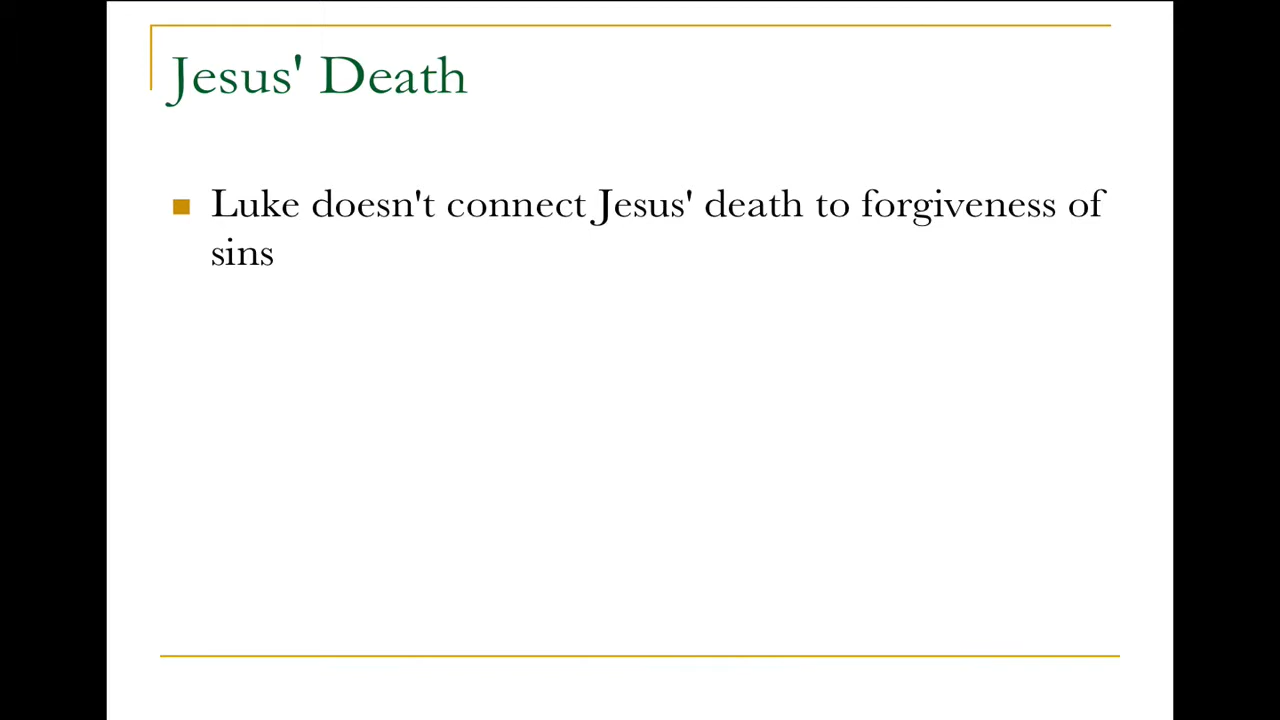 Jesus' Death
Luke doesn't connect Jesus' death to forgiveness of
sins